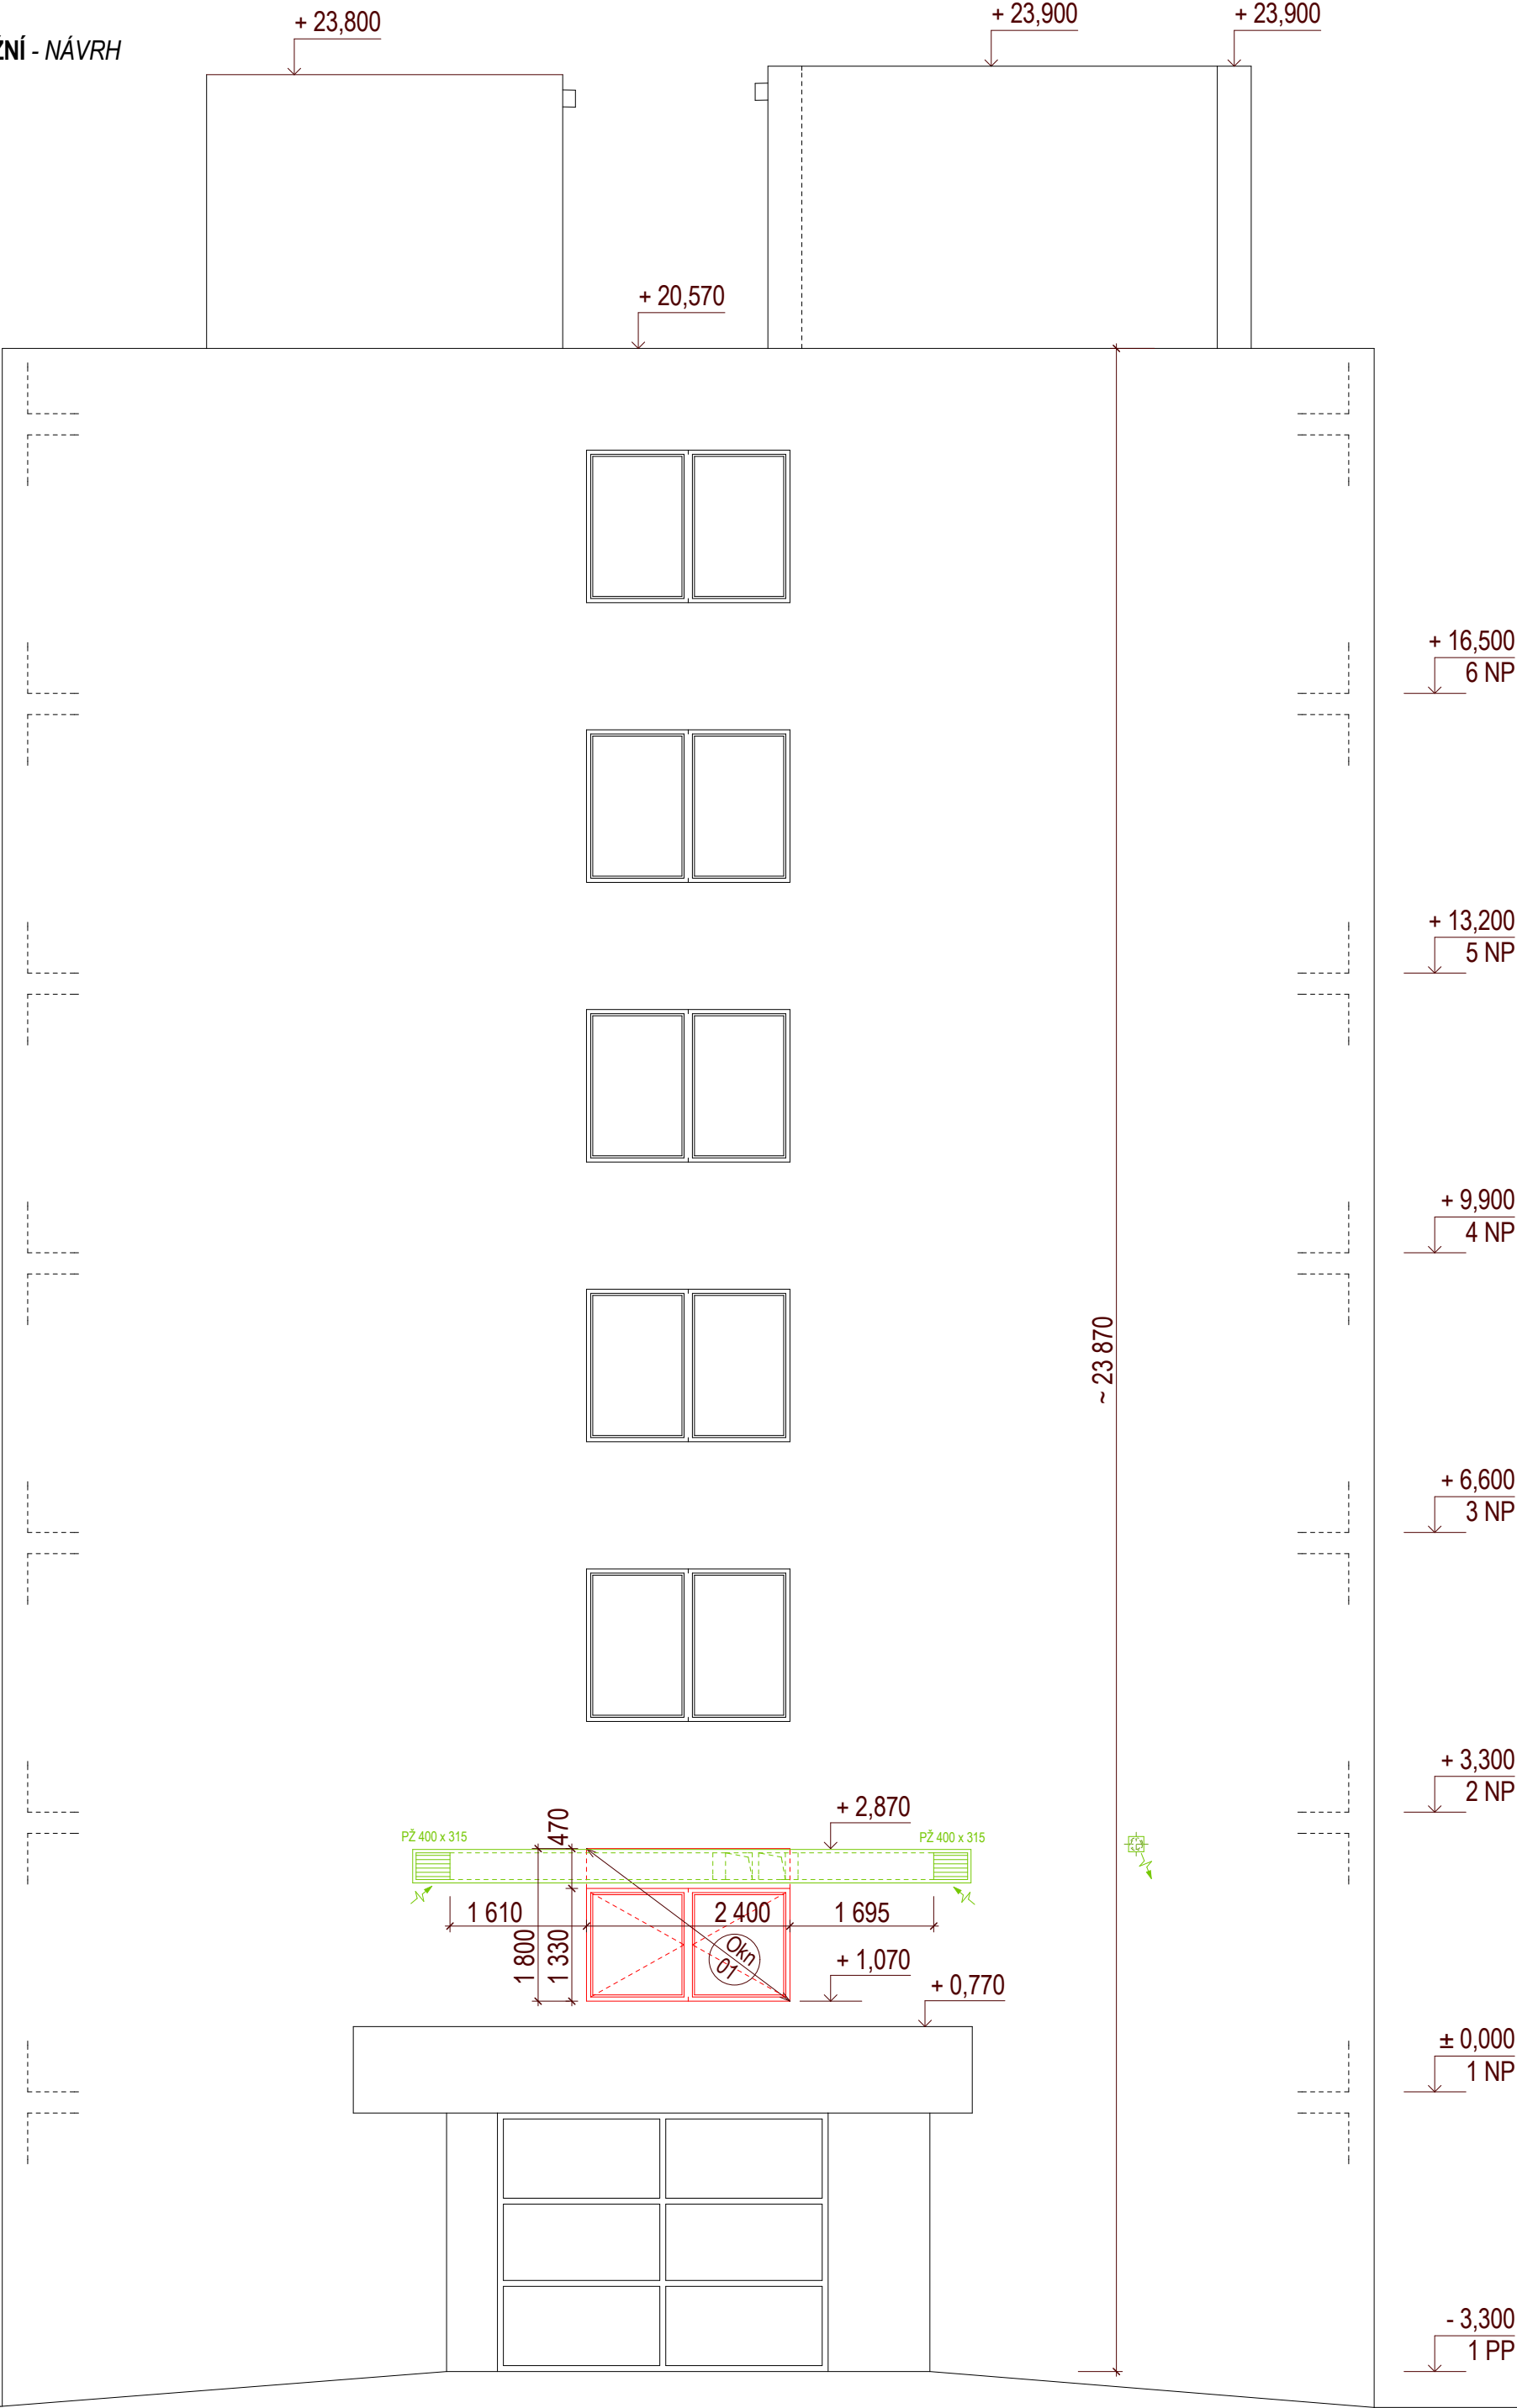 + 23,900
+ 23,900
+ 23,800
- NÁVRH
+ 20,570
+ 16,500
6 NP
+ 13,200
5 NP
+ 9,900
4 NP
~ 23 870
+ 6,600
3 NP
+ 3,300
2 NP
+ 2,870
470
PŽ 400 x 315
PŽ 400 x 315
1 610
2 400
1 695
1 800
1 330
Okn
01
+ 1,070
+ 0,770
± 0,000
1 NP
- 3,300
1 PP